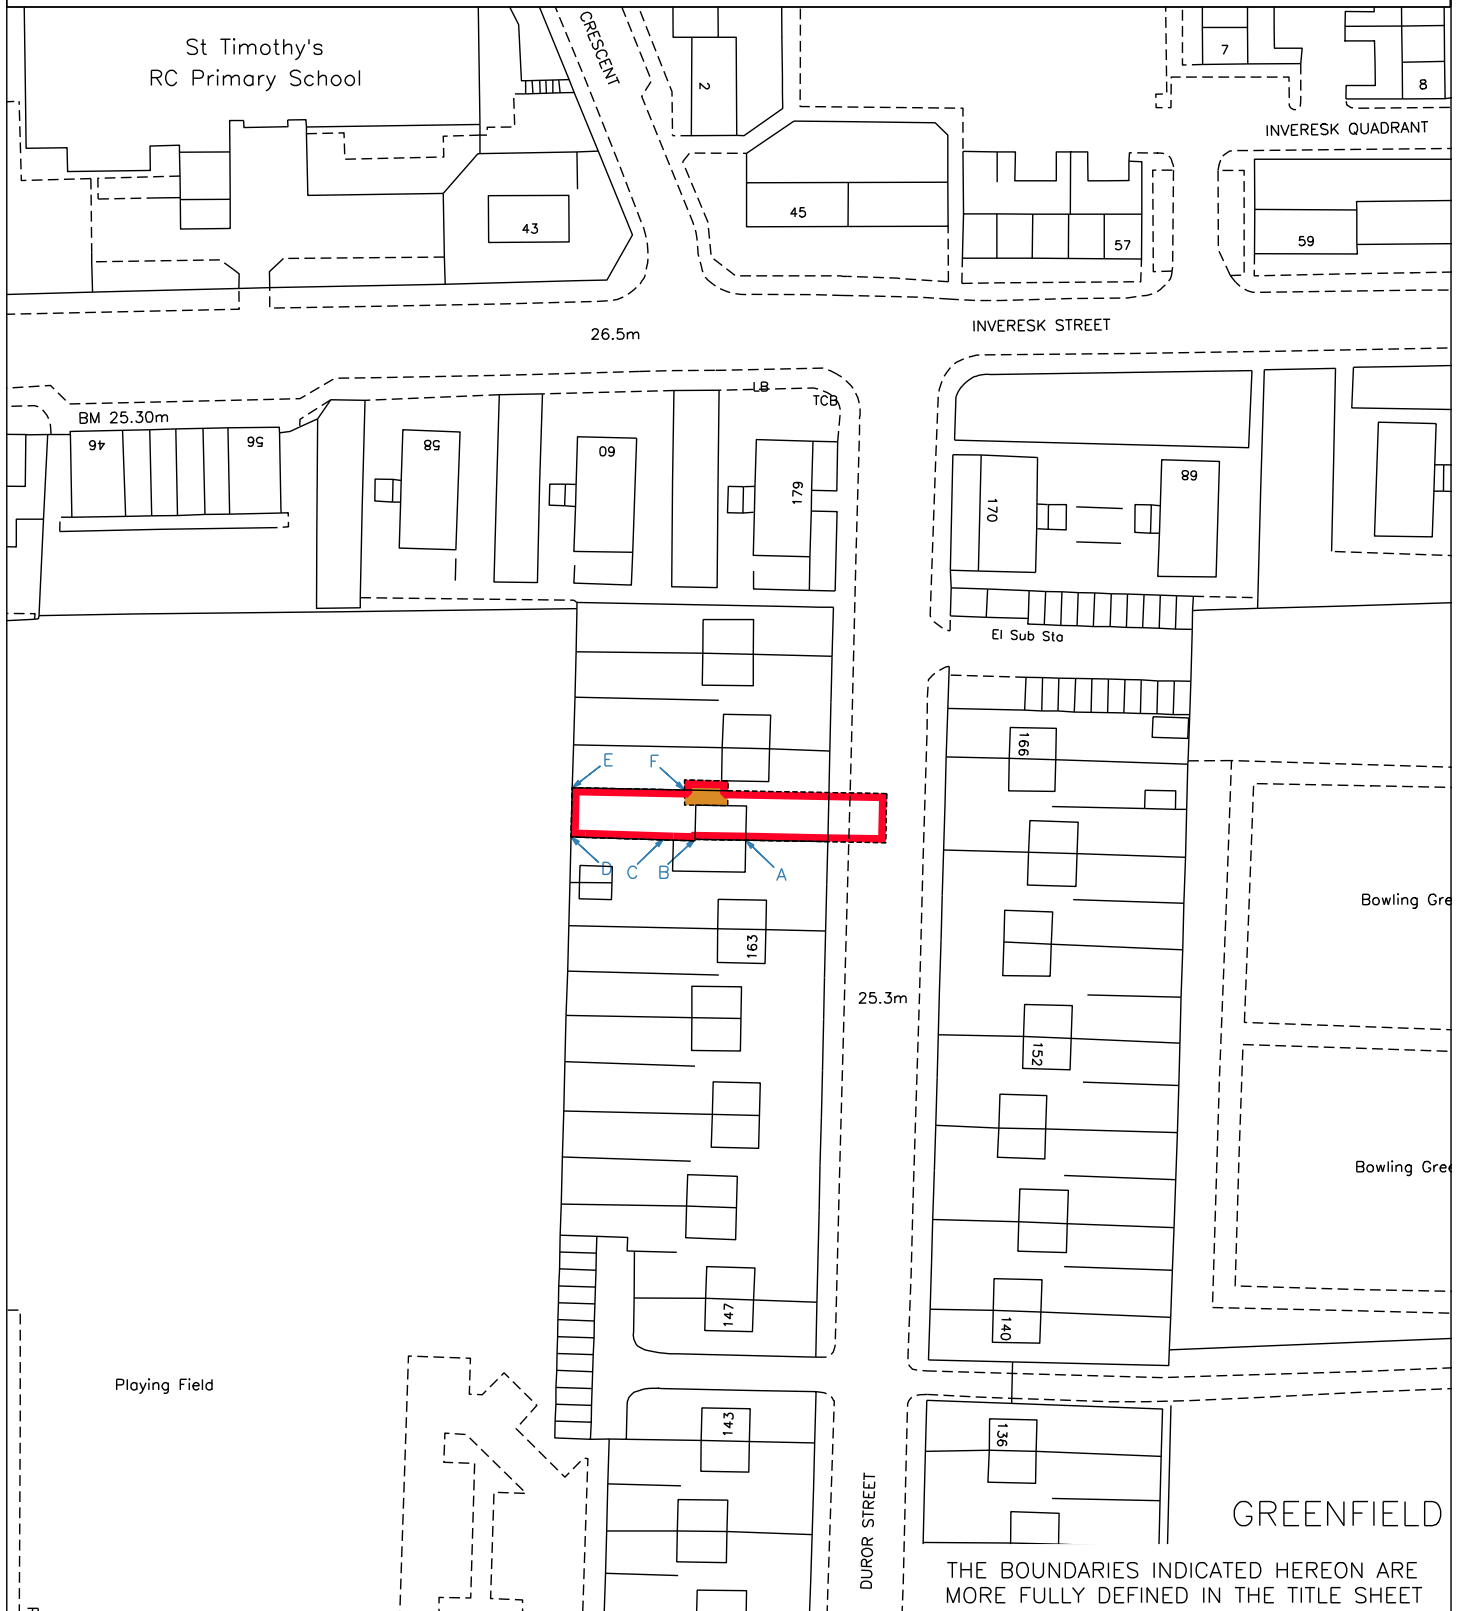 St Timothy's
RC Primary School
CRESCENT
2
7
8
INVERESK QUADRANT
43
45
57
59
INVERESK STREET
26.5m
LB
TCB
BM 25.30m
46
56
58
60
179
170
68
El Sub Sta
166
E
F
D
C
B
A
163
Bowling Gre
25.3m
152
Bowling Gree
140
147
Playing Field
143
136
DUROR STREET
GREENFIELD
THE BOUNDARIES INDICATED HEREON ARE
MORE FULLY DEFINED IN THE TITLE SHEET